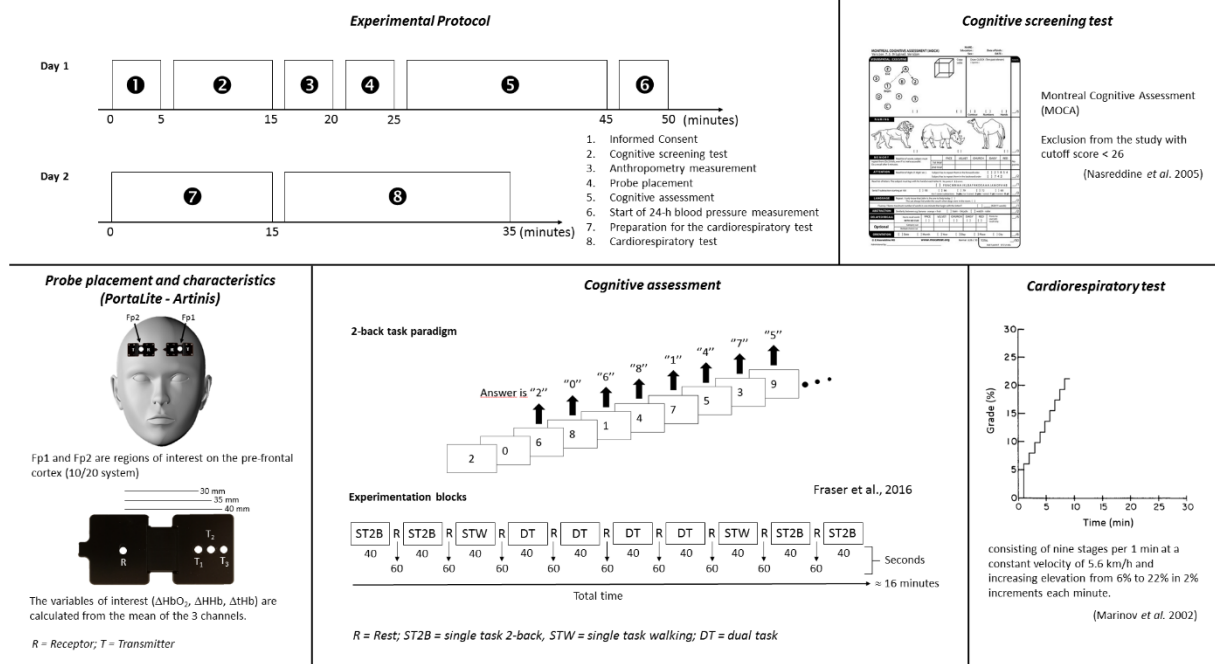 Experimental Protocol
Day 1
1 2 3 4 5 6
0 5 15 20 25 45 50 (minutes)
Day 2
7 8
0 15 35 (minutes)
1. Informed Consent
2. Cognitive screening test
3. Anthropometry measurement
4. Probe placement
5. Cognitive assessment
6. Start of 24-h blood pressure measurement
7. Preparation for the cardiorespiratory test
8. Cardiorespiratory test
Cognitive screening test
MONTREAL COGNITIVE ASSESSMENT (MOCA)
Montreal Cognitive Assessment
(MOCA)
Exclusion from the study with
cutoff score < 26
(Nasreddine et al. 2005)
Probe placement and characteristics
(PortaLite - Artinis)
Fp2 Fp1
Fp1 and Fp2 are regions of interest on the pre-frontal
cortex (10/20 system)
30 mm
35 mm
40 mm
R T1 T2 T3
The variables of interest (ΔHbO₂, ΔHHb, ΔtHb) are
calculated from the mean of the 3 channels.
R = Receptor; T = Transmitter
Cognitive assessment
2-back task paradigm
Answer is "2" "0" "6" "8" "1" "4" "7" "5"
2 0 6 8 1 4 7 5 3 9
Fraser et al., 2016
Experimentation blocks
ST2B R ST2B R STW R DT R DT R DT R DT R STW R ST2B R ST2B
40 40 40 40 40 40 40 40 40 40
60 60 60 60 60 60 60 60 60
Seconds
≈ 16 minutes
Total time
R = Rest; ST2B = single task 2-back, STW = single task walking; DT = dual task
Cardiorespiratory test
Grade (%)
30
25
20
15
10
5
0
0 5 10 15 20 25 30
Time (min)
consisting of nine stages per 1 min at a
constant velocity of 5.6 km/h and
increasing elevation from 6% to 22% in 2%
increments each minute.
(Marinov et al. 2002)